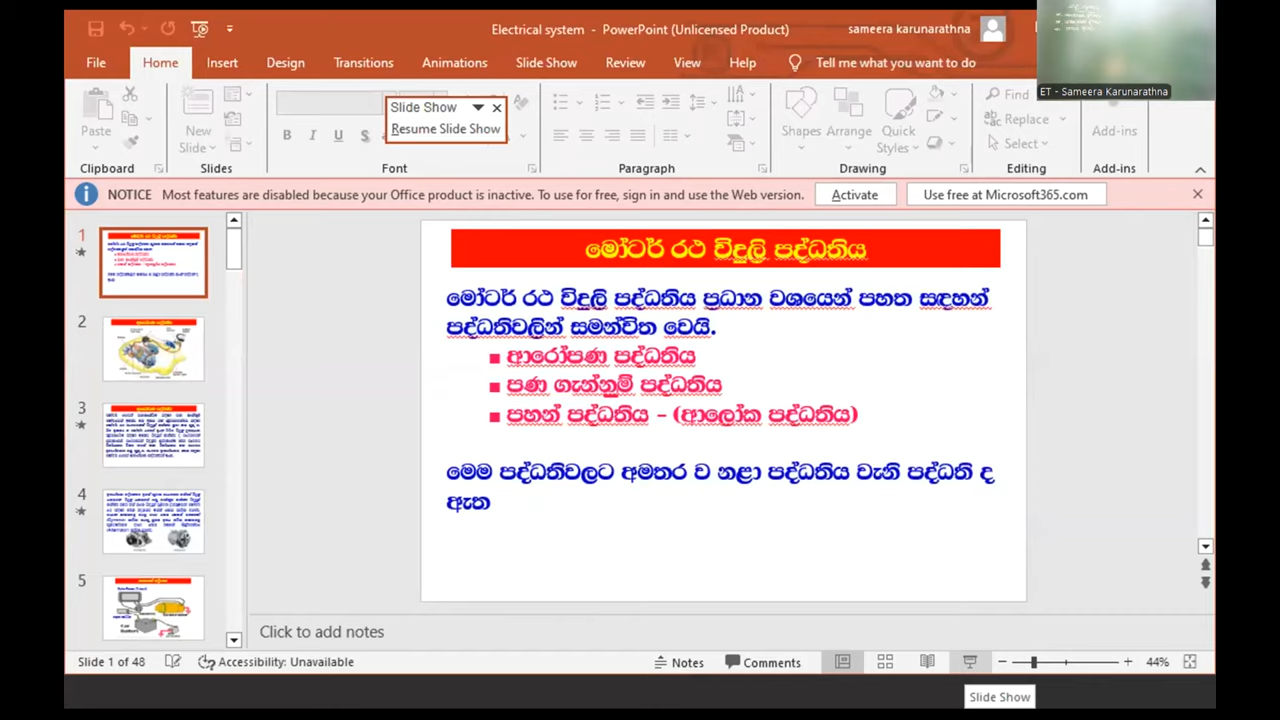 Electrical system - PowerPoint (Unlicensed Product)
sameera karunarathna
ET - Sameera Karunarathna
File Home Insert Design Transitions Animations Slide Show Review View Help Tell me what you want to do
Slide Show
Resume Slide Show
Paste
New
Slides
Shapes Arrange Quick
Styles
Find
Replace
Select
Add-ins
B I U S
Clipboard Slides Font Paragraph Drawing Editing Add-ins
NOTICE Most features are disabled because your Office product is inactive. To use for free, sign in and use the Web version. Activate Use free at Microsoft365.com
1
2
3
4
5
මෝටර් රථ විදුලි පද්ධතිය
මෝටර් රථ විදුලි පද්ධතිය ප්‍රධාන වශයෙන් පහත සඳහන්
පද්ධතිවලින් සමන්විත වෙයි.
ආරෝපණ පද්ධතිය
පණ ගැන්නුම් පද්ධතිය
පහන් පද්ධතිය – (ආලෝක පද්ධතිය)
මෙම පද්ධතිවලට අමතර ව නළා පද්ධතිය වැනි පද්ධති ද
ඇත
Click to add notes
Slide 1 of 48 Accessibility: Unavailable Notes Comments 44%
Slide Show